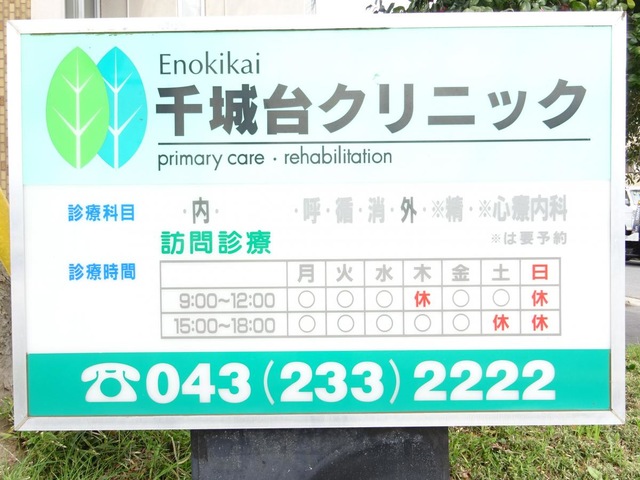 Enokikai
千城台クリニック
primary care・rehabilitation
診療科目 ・内・ 呼・循・消・外・※精・※心療内科
訪問診療 ※は要予約
診療時間 月 火 水 木 金 土 日
9:00～12:00 ○ ○ ○ 休 ○ ○ 休
15:00～18:00 ○ ○ ○ ○ ○ 休 休
☎043(233)2222